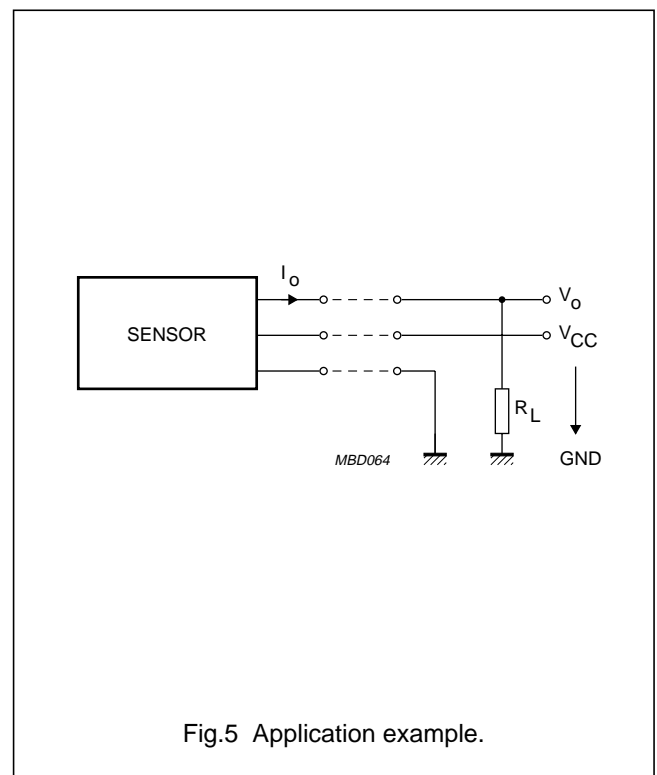 I o
V o
SENSOR
V CC
R L
MBD064
GND
Fig.5 Application example.